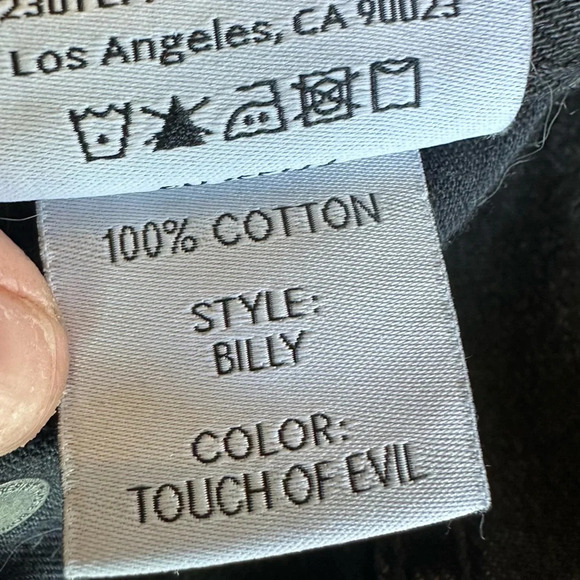 Los Angeles, CA 90023
100% COTTON
STYLE:
BILLY
COLOR:
TOUCH OF EVIL